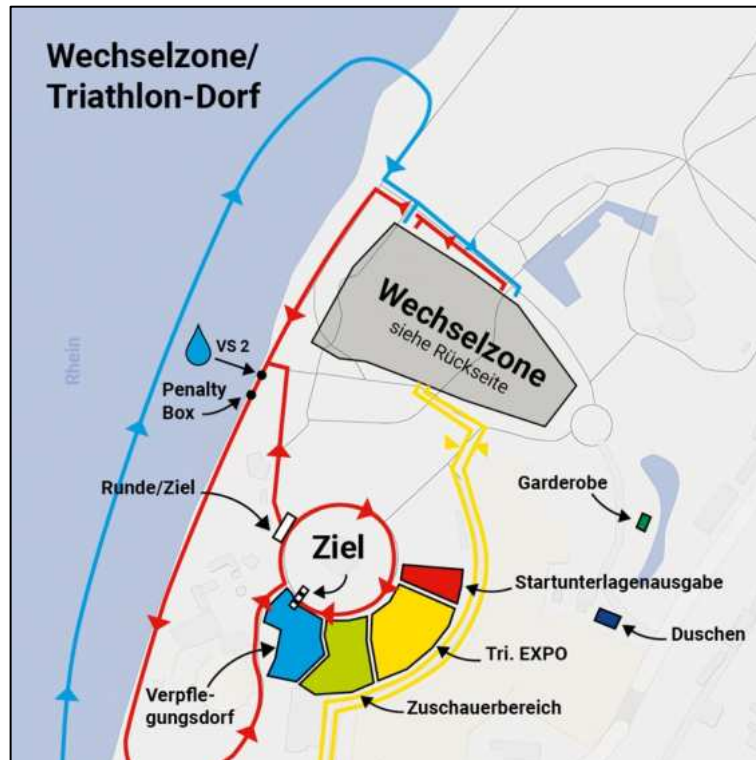 Wechselzone/
Triathlon-Dorf
Wechselzone
siehe Rückseite
Rhein
VS 2
Penalty
Box
Runde/Ziel
Ziel
Garderobe
Startunterlagenausgabe
Duschen
Tri. EXPO
Verpfle-
gungsdorf
Zuschauerbereich